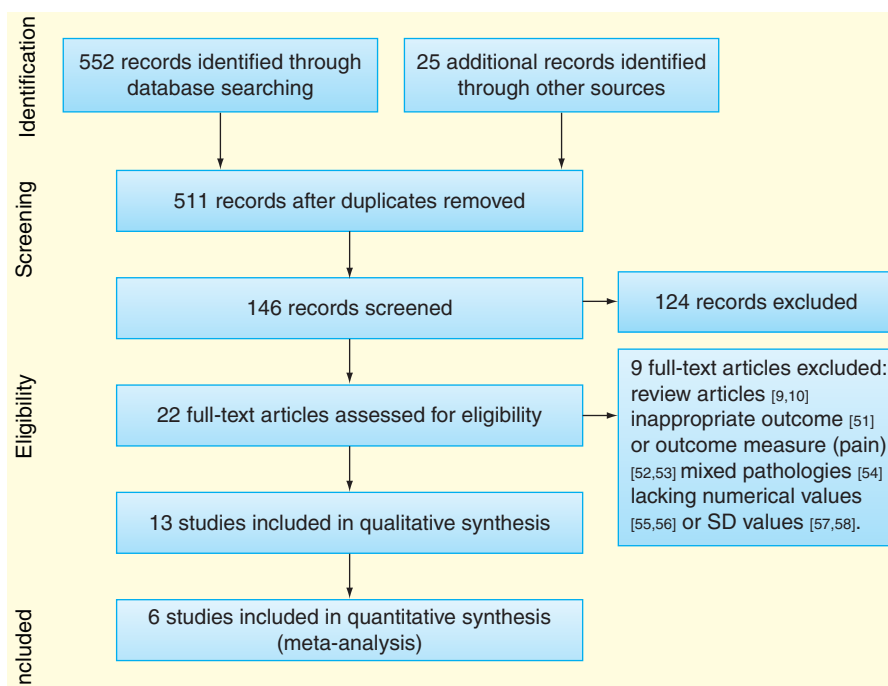 Identification
552 records identified through
database searching
25 additional records identified
through other sources
Screening
511 records after duplicates removed
146 records screened
124 records excluded
Eligibility
22 full-text articles assessed for eligibility
9 full-text articles excluded:
review articles [9,10]
inappropriate outcome [51]
or outcome measure (pain)
[52,53] mixed pathologies [54]
lacking numerical values
[55,56] or SD values [57,58].
13 studies included in qualitative synthesis
ncluded
6 studies included in quantitative synthesis
(meta-analysis)